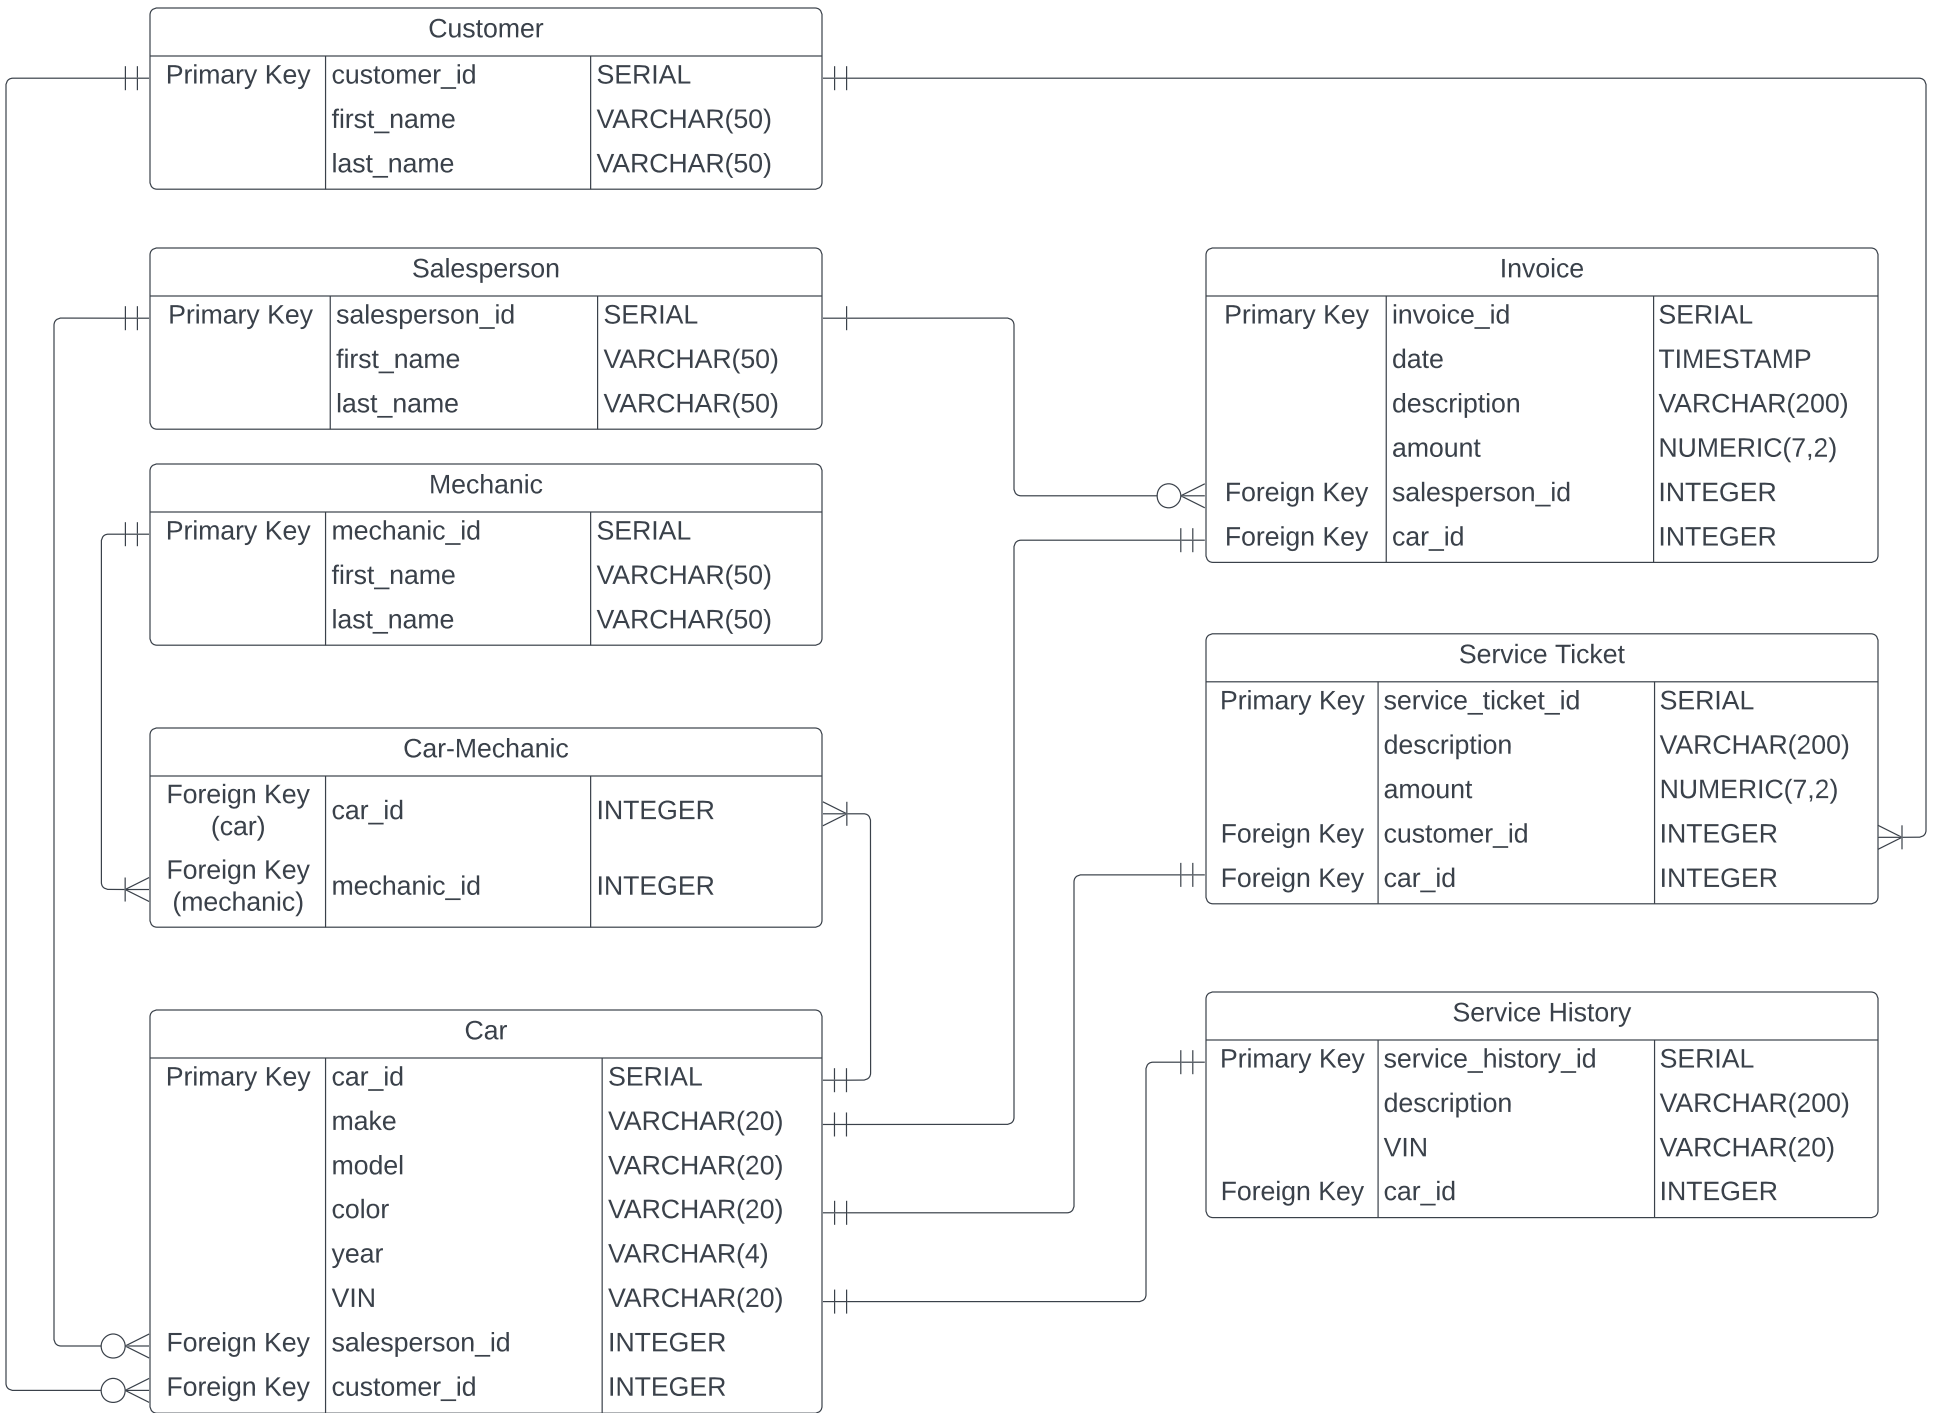 Customer
Primary Key customer_id SERIAL
first_name VARCHAR(50)
last_name VARCHAR(50)
Salesperson
Primary Key salesperson_id SERIAL
first_name VARCHAR(50)
last_name VARCHAR(50)
Mechanic
Primary Key mechanic_id SERIAL
first_name VARCHAR(50)
last_name VARCHAR(50)
Car-Mechanic
Foreign Key
(car) car_id INTEGER
Foreign Key
(mechanic) mechanic_id INTEGER
Car
Primary Key car_id SERIAL
make VARCHAR(20)
model VARCHAR(20)
color VARCHAR(20)
year VARCHAR(4)
VIN VARCHAR(20)
Foreign Key salesperson_id INTEGER
Foreign Key customer_id INTEGER
Invoice
Primary Key invoice_id SERIAL
date TIMESTAMP
description VARCHAR(200)
amount NUMERIC(7,2)
Foreign Key salesperson_id INTEGER
Foreign Key car_id INTEGER
Service Ticket
Primary Key service_ticket_id SERIAL
description VARCHAR(200)
amount NUMERIC(7,2)
Foreign Key customer_id INTEGER
Foreign Key car_id INTEGER
Service History
Primary Key service_history_id SERIAL
description VARCHAR(200)
VIN VARCHAR(20)
Foreign Key car_id INTEGER